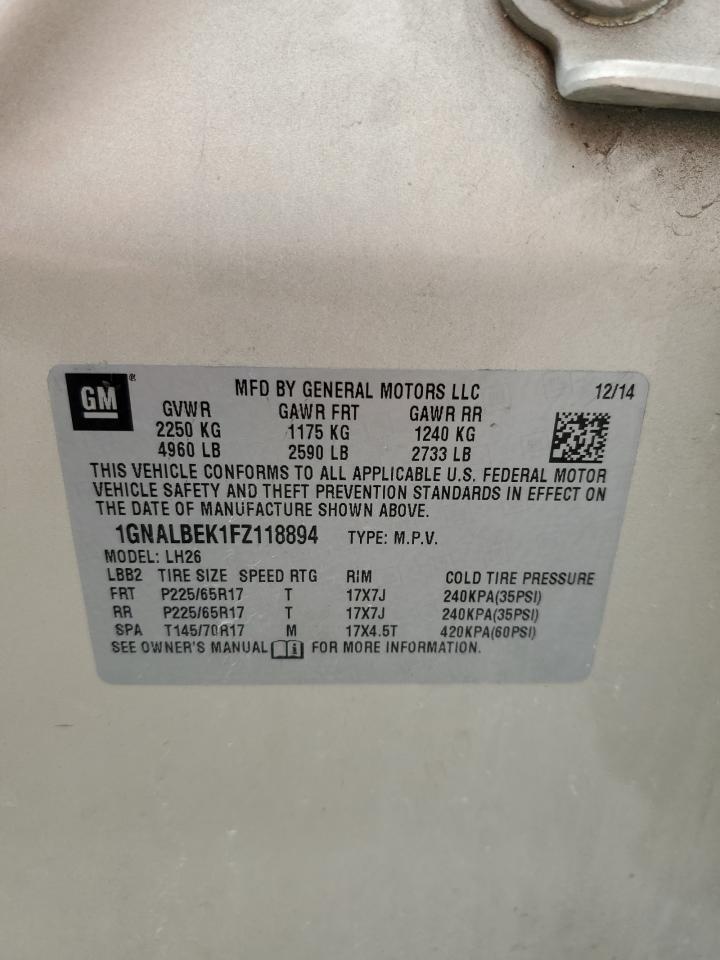 GM ® MFD BY GENERAL MOTORS LLC 12/14
GVWR GAWR FRT GAWR RR
2250 KG 1175 KG 1240 KG
4960 LB 2590 LB 2733 LB
THIS VEHICLE CONFORMS TO ALL APPLICABLE U.S. FEDERAL MOTOR
VEHICLE SAFETY AND THEFT PREVENTION STANDARDS IN EFFECT ON
THE DATE OF MANUFACTURE SHOWN ABOVE.
1GNALBEK1FZ118894 TYPE: M.P.V.
MODEL: LH26
LBB2 TIRE SIZE SPEED RTG RIM COLD TIRE PRESSURE
FRT P225/65R17 T 17X7J 240KPA(35PSI)
RR P225/65R17 T 17X7J 240KPA(35PSI)
SPA T145/70R17 M 17X4.5T 420KPA(60PSI)
SEE OWNER'S MANUAL i FOR MORE INFORMATION.